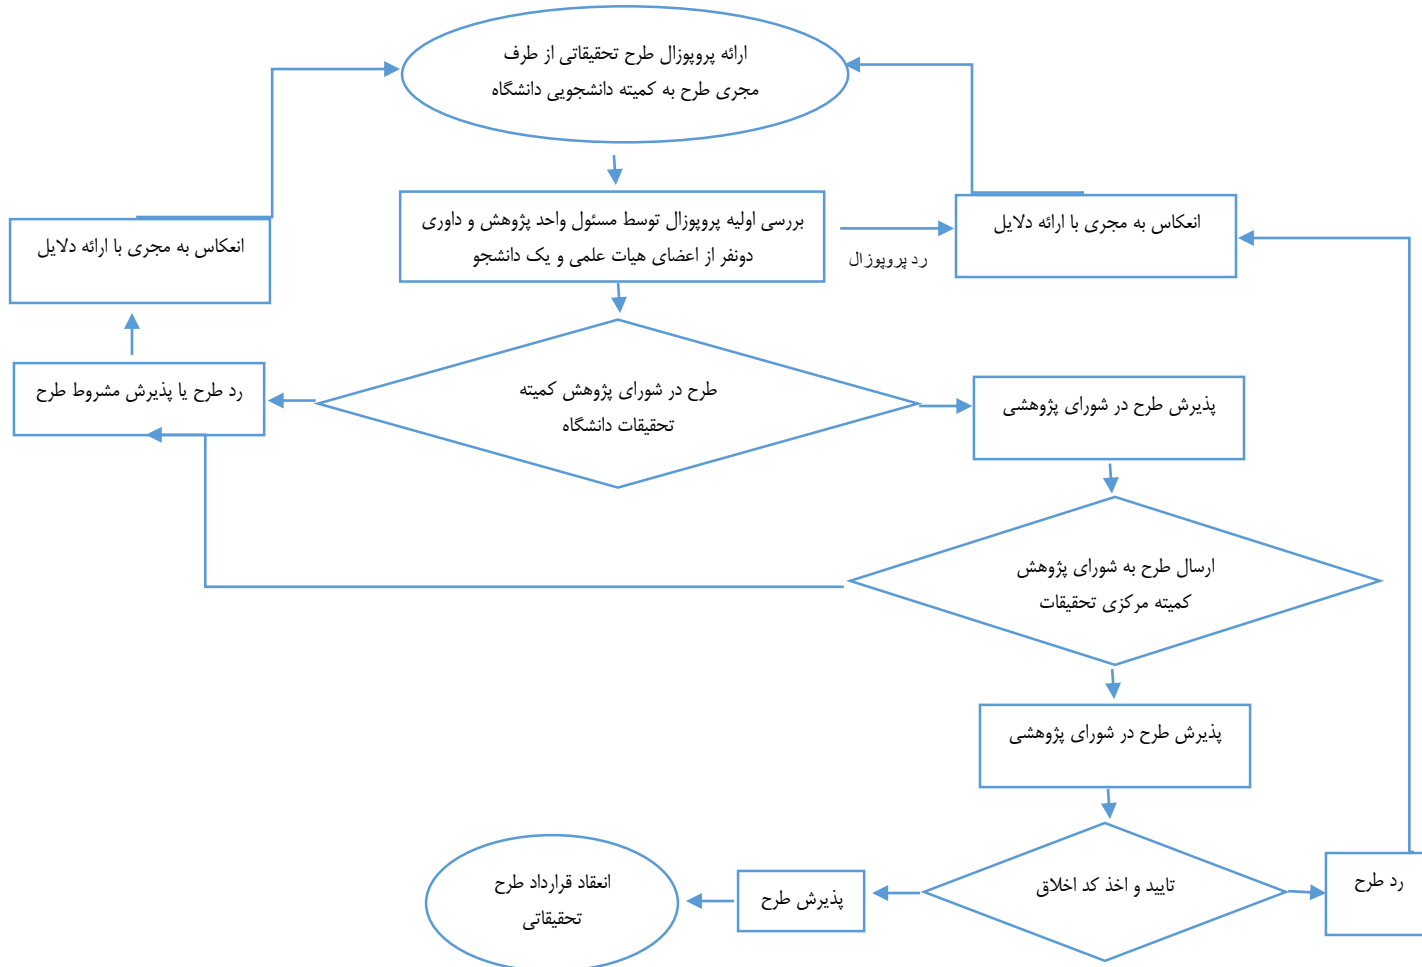 ارائه پروپوزال طرح تحقیقاتی از طرف
مجری طرح به کمیته دانشجویی دانشگاه
بررسی اولیه پروپوزال توسط مسئول واحد پژوهش و داوری
دونفر از اعضای هیات علمی و یک دانشجو
رد پروپوزال
انعکاس به مجری با ارائه دلایل
انعکاس به مجری با ارائه دلایل
طرح در شورای پژوهش کمیته
تحقیقات دانشگاه
رد طرح یا پذیرش مشروط طرح
پذیرش طرح در شورای پژوهشی
ارسال طرح به شورای پژوهش
کمیته مرکزی تحقیقات
پذیرش طرح در شورای پژوهشی
تایید و اخذ کد اخلاق
رد طرح
پذیرش طرح
انعقاد قرارداد طرح
تحقیقاتی